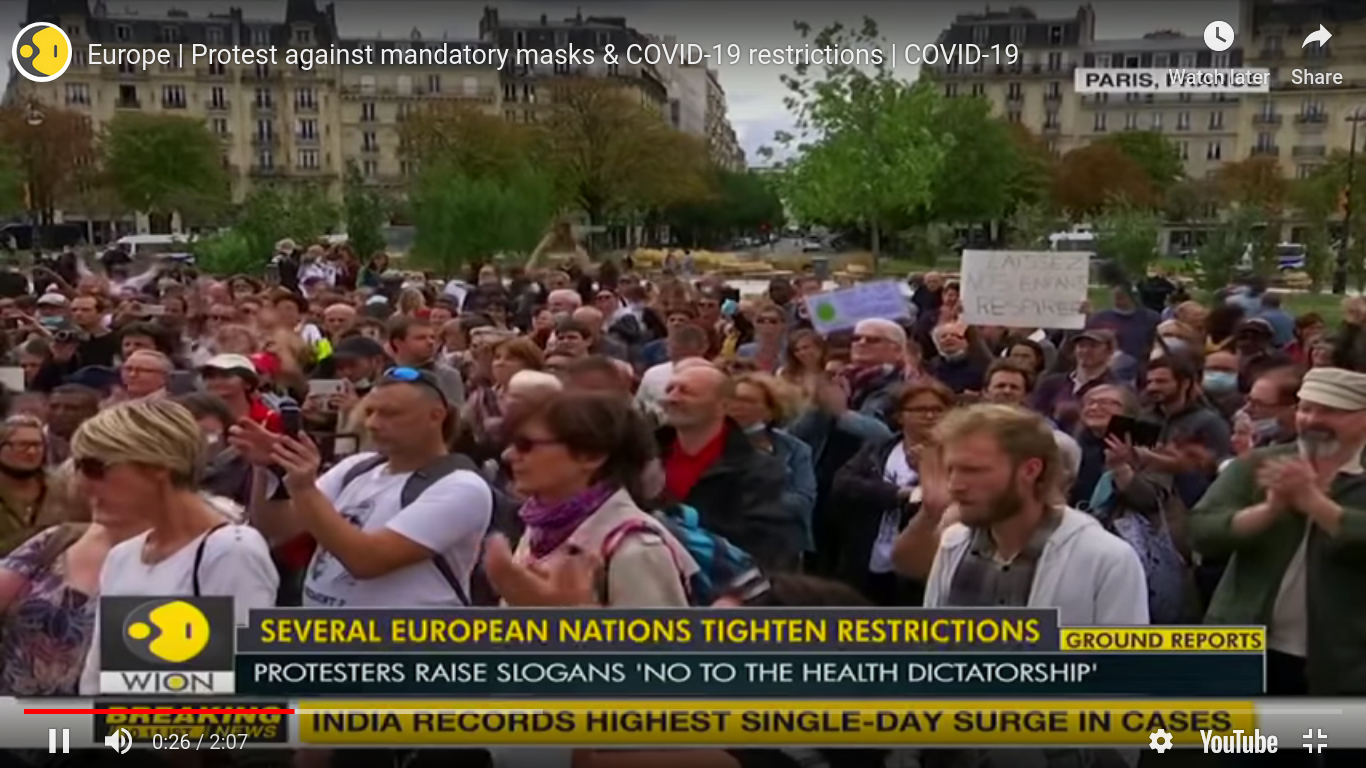 Europe | Protest against mandatory masks & COVID-19 restrictions | COVID-19
Watch later
Share
PARIS, FRANCE
LAISSEZ
NOS ENFANTS
RESPIRER
SEVERAL EUROPEAN NATIONS TIGHTEN RESTRICTIONS
GROUND REPORTS
PROTESTERS RAISE SLOGANS 'NO TO THE HEALTH DICTATORSHIP'
WION
BREAKING
NEWS
INDIA RECORDS HIGHEST SINGLE-DAY SURGE IN CASES
0:26 / 2:07
YouTube